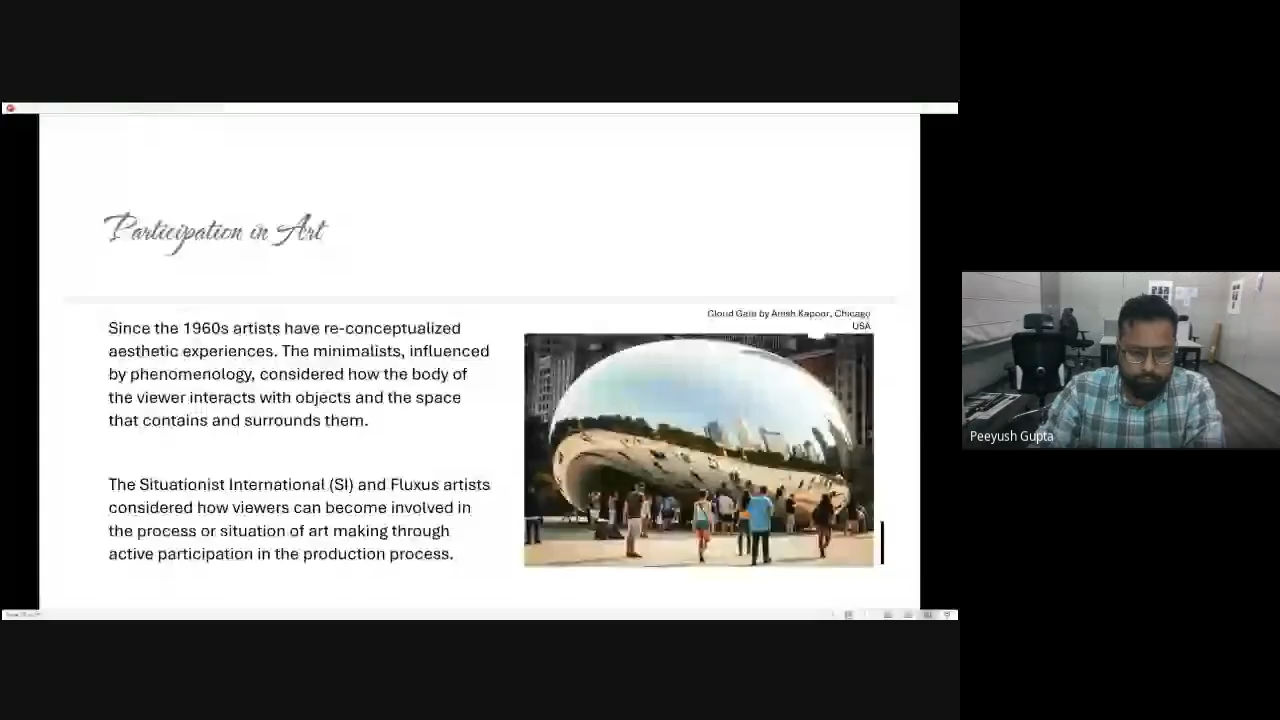 Participation in Art
Cloud Gate by Anish Kapoor, Chicago
USA
Since the 1960s artists have re-conceptualized
aesthetic experiences. The minimalists, influenced
by phenomenology, considered how the body of
the viewer interacts with objects and the space
that contains and surrounds them.
The Situationist International (SI) and Fluxus artists
considered how viewers can become involved in
the process or situation of art making through
active participation in the production process.
Peeyush Gupta